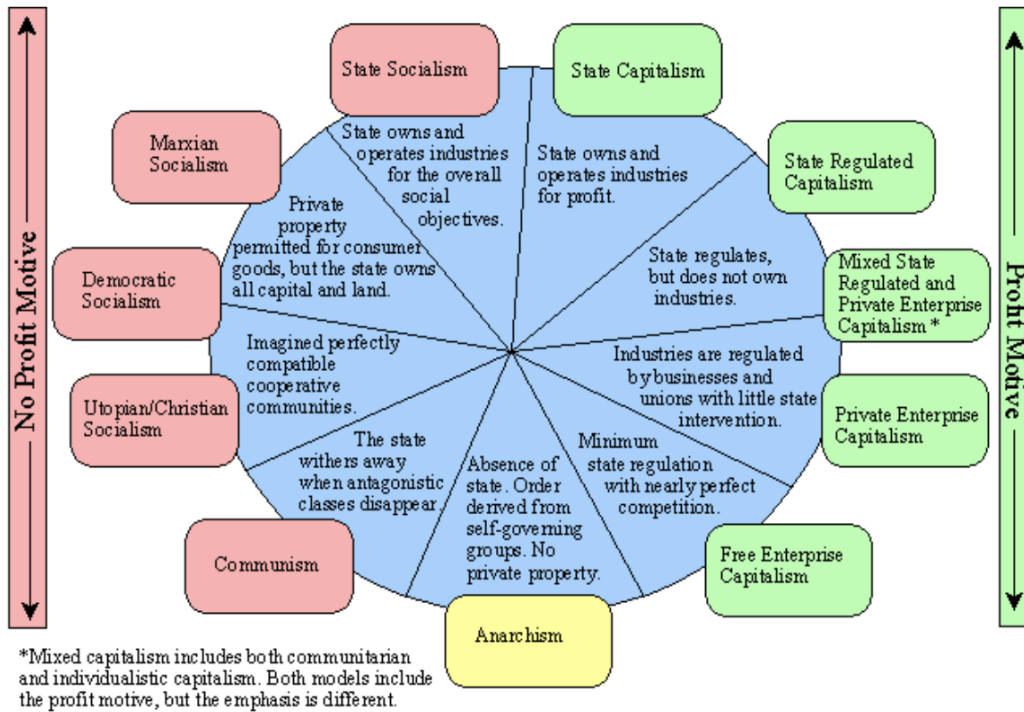 No Profit Motive
State Socialism
State Capitalism
Profit Motive
Marxian
Socialism
State owns and
operates industries
for the overall
social
objectives.
State owns and
operates industries
for profit.
State Regulated
Capitalism
Private
property
permitted for consumer
goods, but the state owns
all capital and land.
State regulates,
but does not own
industries.
Democratic
Socialism
Mixed State
Regulated and
Private Enterprise
Capitalism *
Imagined perfectly
compatible
cooperative
communities.
Industries are regulated
by businesses and
unions with little state
intervention.
Utopian/Christian
Socialism
Private Enterprise
Capitalism
The state
withers away
when antagonistic
classes disappear.
Absence of
state. Order
derived from
self-governing
groups. No
private property.
Minimum
state regulation
with nearly perfect
competition.
Communism
Free Enterprise
Capitalism
Anarchism
*Mixed capitalism includes both communitarian
and individualistic capitalism. Both models include
the profit motive, but the emphasis is different.